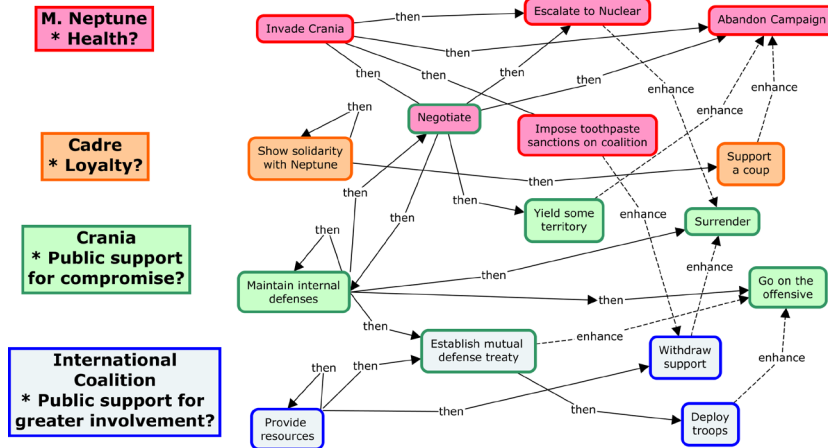 M. Neptune
* Health?
Cadre
* Loyalty?
Crania
* Public support
for compromise?
International
Coalition
* Public support for
greater involvement?
Invade Crania
then
Escalate to Nuclear
Abandon Campaign
then
then
then
then
then
enhance
enhance
then
Negotiate
Impose toothpaste
sanctions on coalition
Show solidarity
with Neptune
Support
a coup
then
then
then
enhance
Yield some
territory
Surrender
then
then
enhance
then
Maintain internal
defenses
Go on the
offensive
then
then
enhance
Establish mutual
defense treaty
Withdraw
support
then
then
enhance
Provide
resources
then
then
Deploy
troops